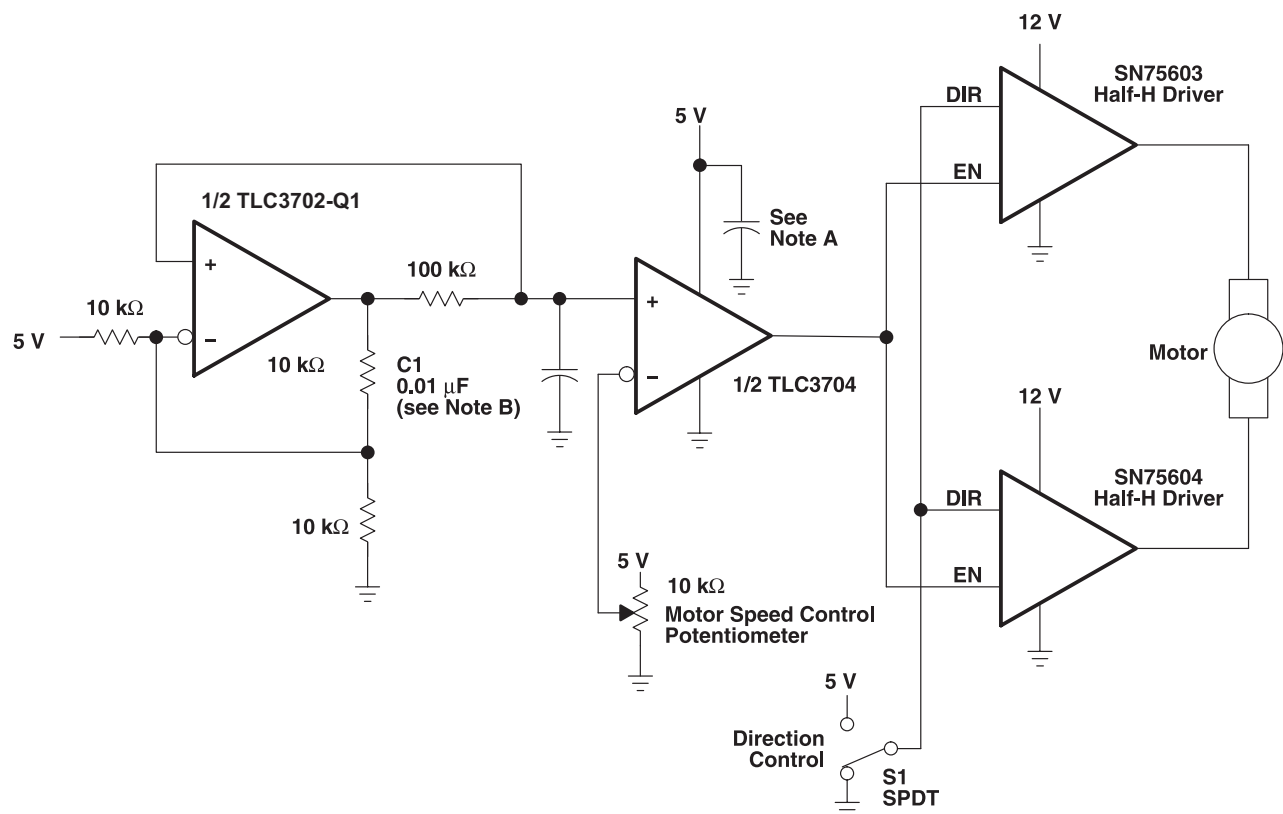 12 V
SN75603
Half-H Driver
DIR
EN
5 V
See
Note A
1/2 TLC3702-Q1
+
−
100 kΩ
10 kΩ
5 V
10 kΩ
C1
0.01 μF
(see Note B)
10 kΩ
+
−
1/2 TLC3704
Motor
12 V
SN75604
Half-H Driver
DIR
EN
5 V
10 kΩ
Motor Speed Control
Potentiometer
5 V
Direction
Control
S1
SPDT